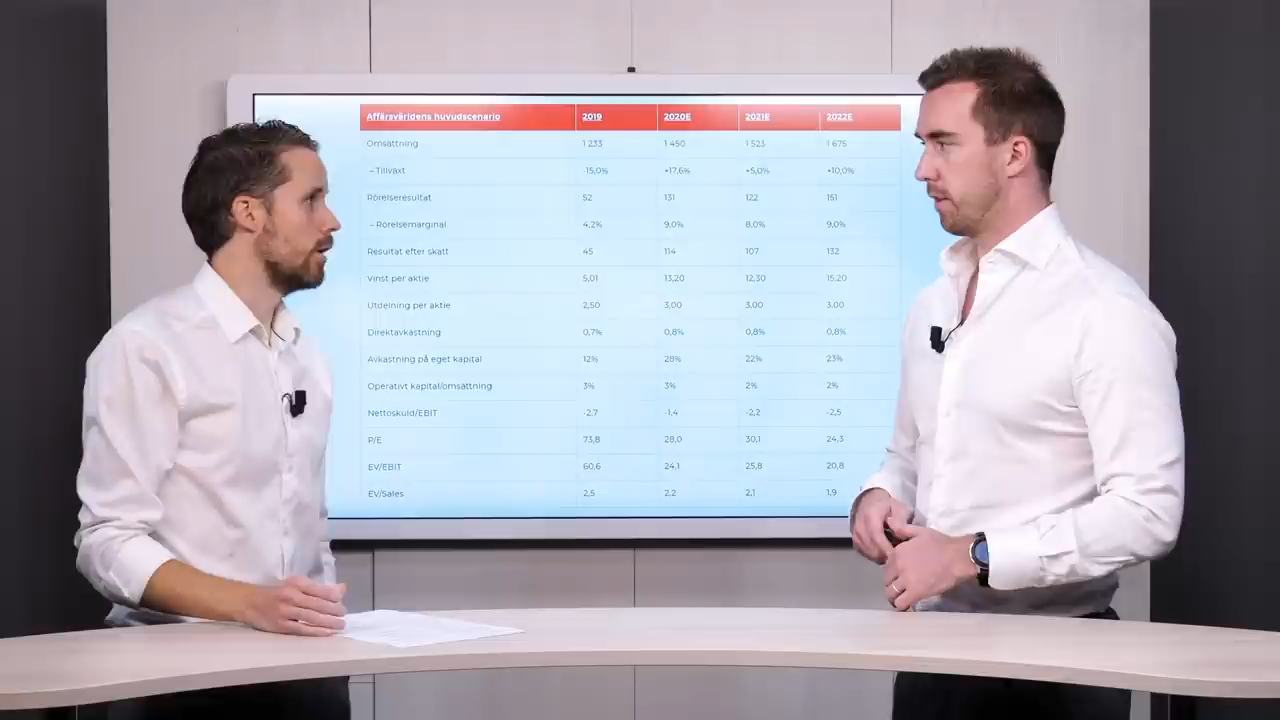 Affärsvärldens huvudscenario 2019 2020E 2021E 2022E
Omsättning 1 233 1 450 1 523 1 675
– Tillväxt -15,0% +17,6% +5,0% +10,0%
Rörelseresultat 52 131 122 151
– Rörelsemarginal 4,2% 9,0% 8,0% 9,0%
Resultat efter skatt 45 114 107 132
Vinst per aktie 5,01 13,20 12,30 15,20
Utdelning per aktie 2,50 3,00 3,00 3,00
Direktavkastning 0,7% 0,8% 0,8% 0,8%
Avkastning på eget kapital 12% 28% 22% 23%
Operativt kapital/omsättning 3% 3% 2% 2%
Nettoskuld/EBIT -2,7 -1,4 -2,2 -2,5
P/E 73,8 28,0 30,1 24,3
EV/EBIT 60,6 24,1 25,8 20,8
EV/Sales 2,5 2,2 2,1 1,9